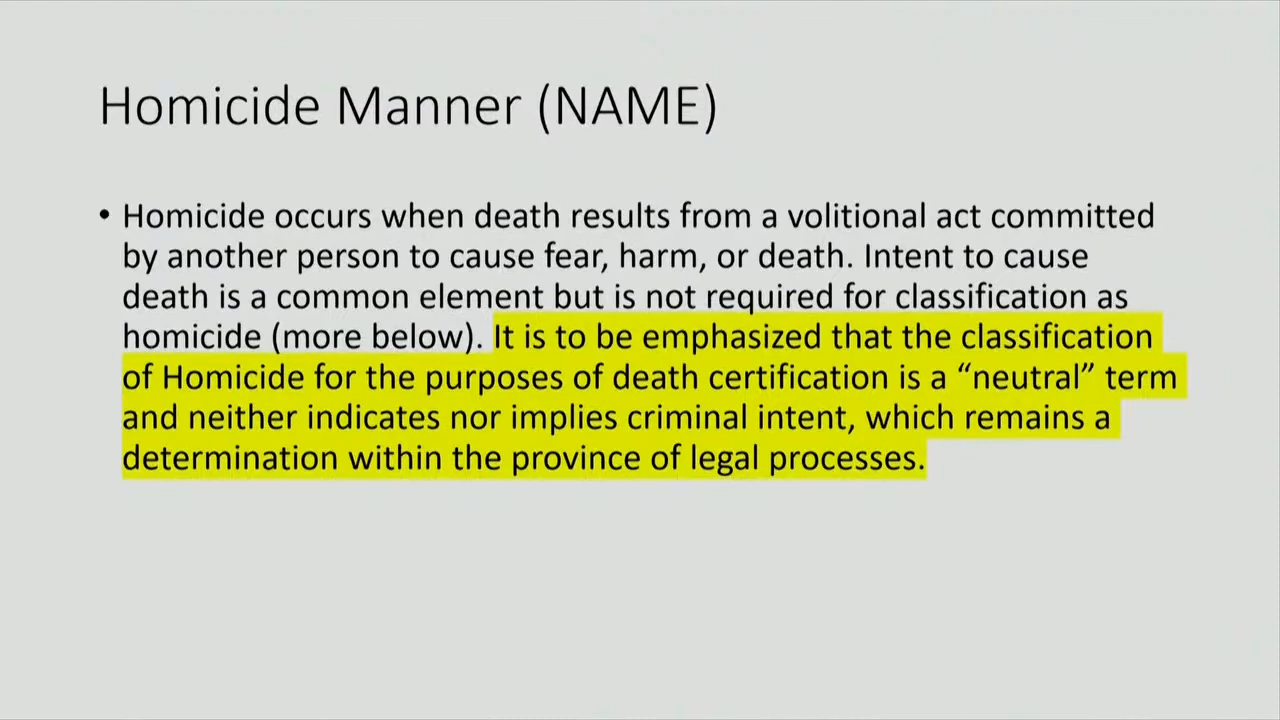 Homicide Manner (NAME)
• Homicide occurs when death results from a volitional act committed
by another person to cause fear, harm, or death. Intent to cause
death is a common element but is not required for classification as
homicide (more below). It is to be emphasized that the classification
of Homicide for the purposes of death certification is a “neutral” term
and neither indicates nor implies criminal intent, which remains a
determination within the province of legal processes.